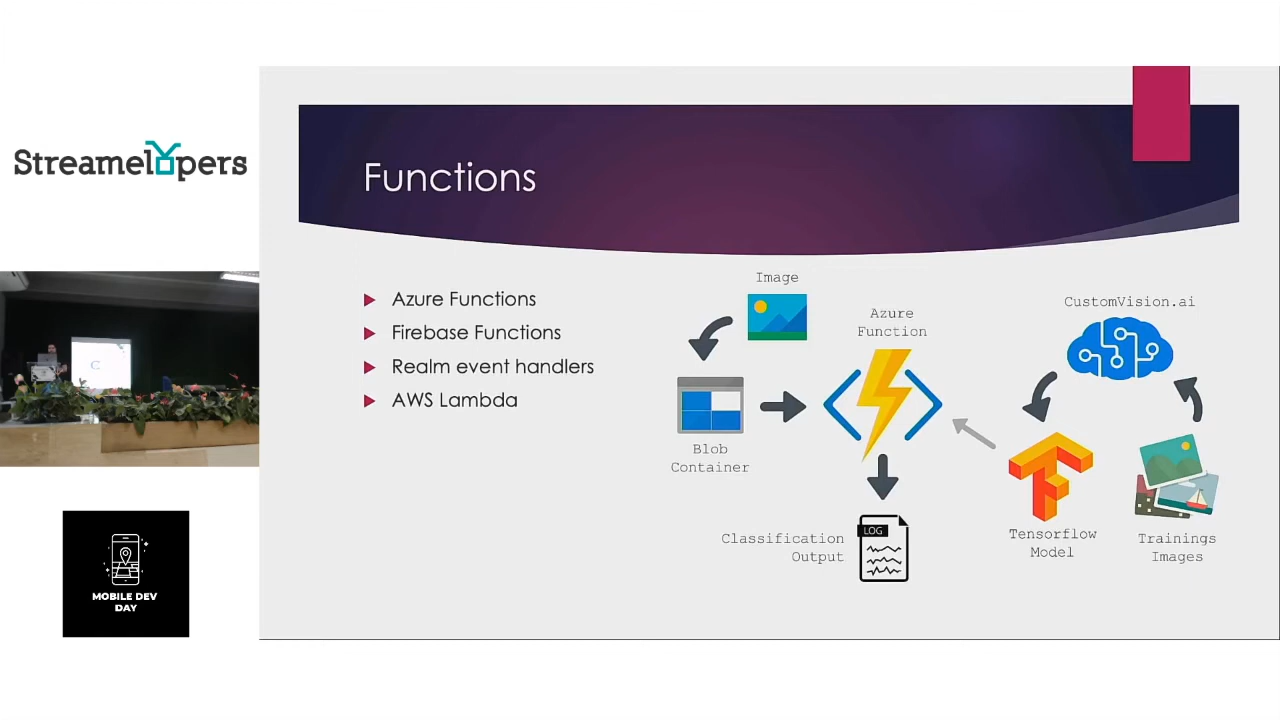 Streamelopers
MOBILE DEV
DAY
Functions
Azure Functions
Firebase Functions
Realm event handlers
AWS Lambda
Image
Blob
Container
Azure
Function
LOG
Classification
Output
CustomVision.ai
Tensorflow
Model
Trainings
Images